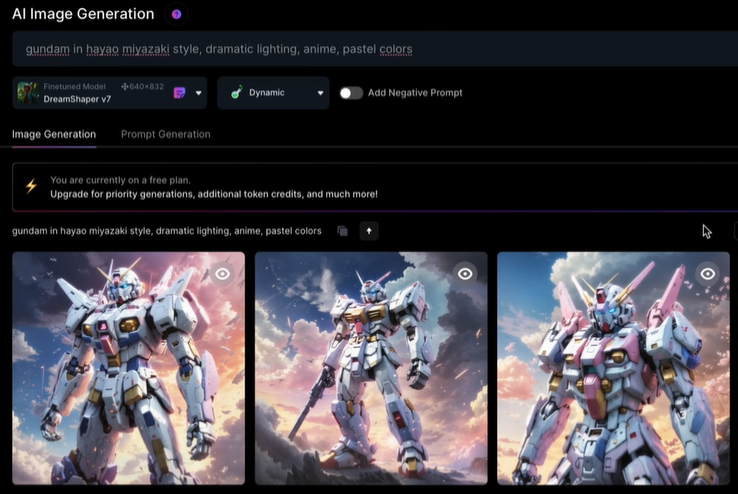 AI Image Generation
gundam in hayao miyazaki style, dramatic lighting, anime, pastel colors
Finetuned Model 640×832
DreamShaper v7
Dynamic
Add Negative Prompt
Image Generation Prompt Generation
You are currently on a free plan.
Upgrade for priority generations, additional token credits, and much more!
gundam in hayao miyazaki style, dramatic lighting, anime, pastel colors